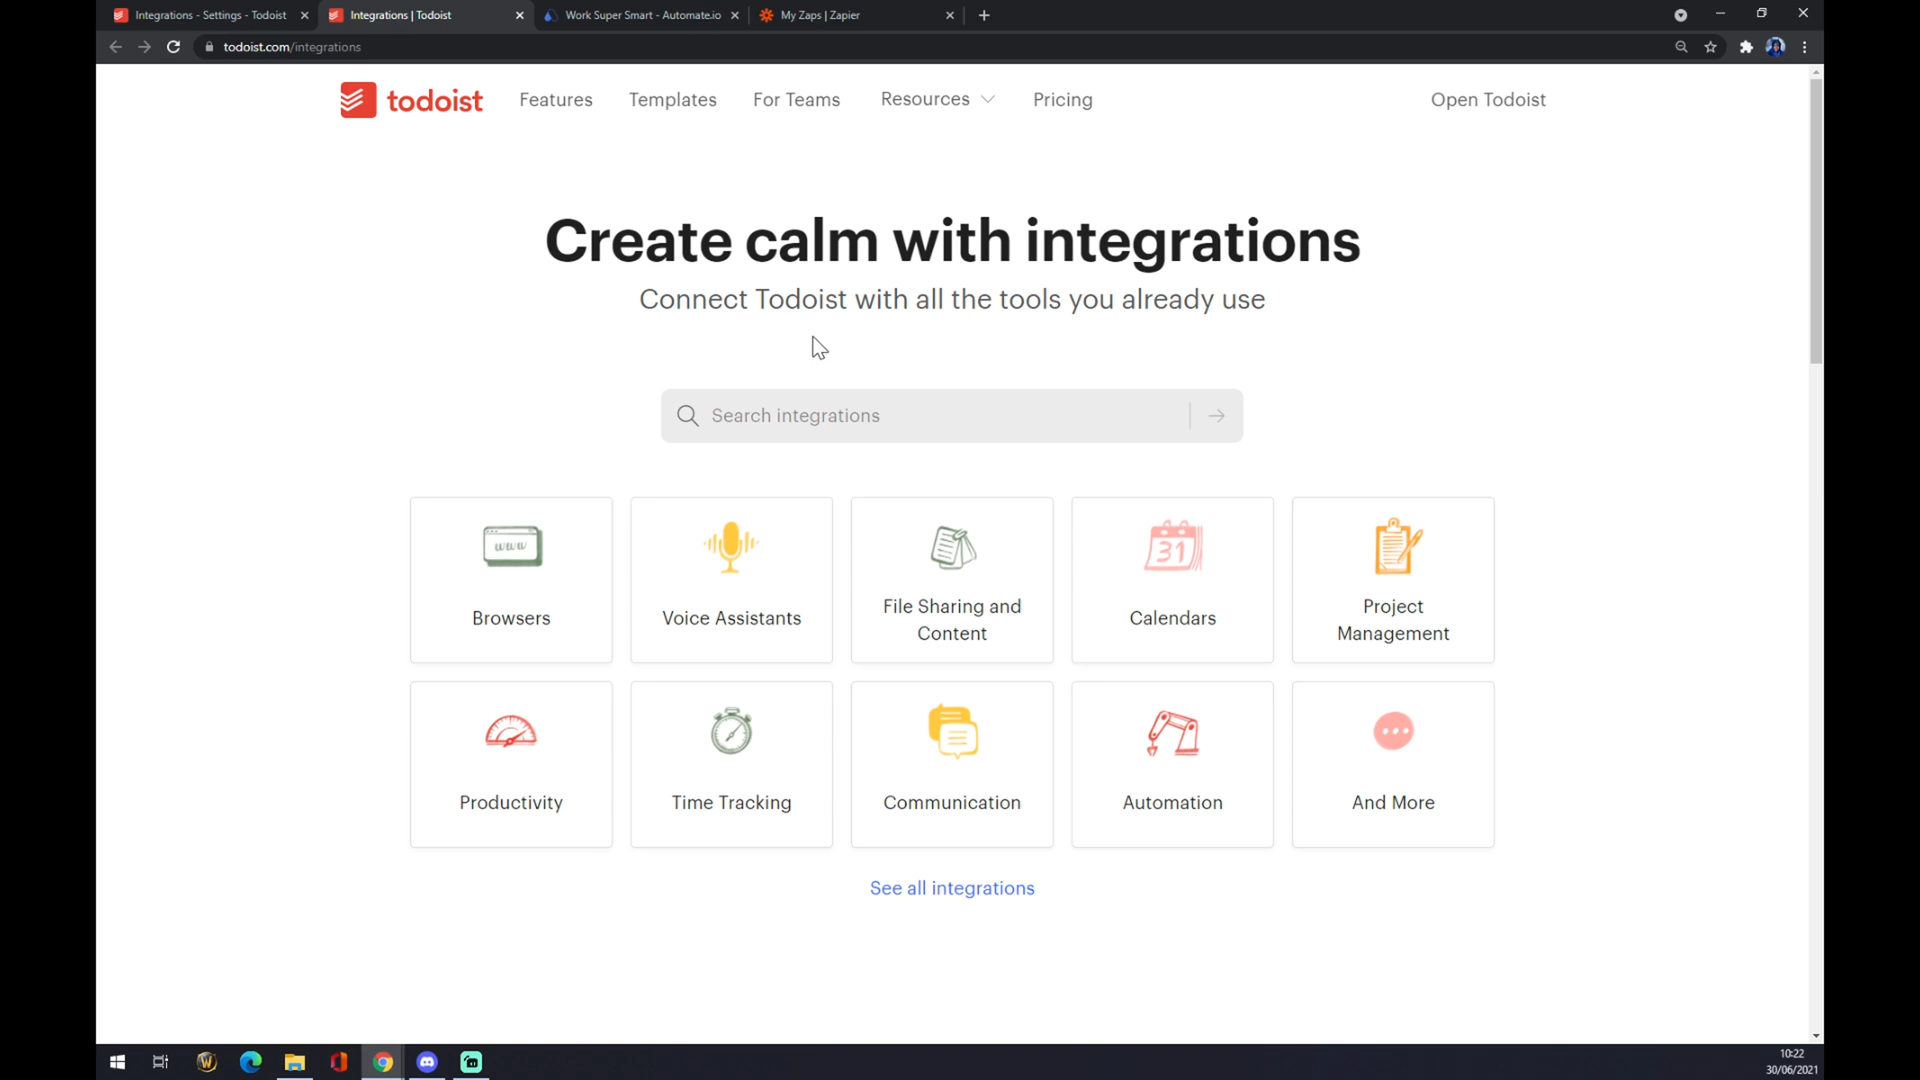 Integrations - Settings - Todoist
Integrations | Todoist
Work Super Smart - Automate.io
My Zaps | Zapier
todoist.com/integrations
todoist
Features
Templates
For Teams
Resources
Pricing
Open Todoist
Create calm with integrations
Connect Todoist with all the tools you already use
Search integrations
www
31
Browsers
Voice Assistants
File Sharing and
Content
Calendars
Project
Management
Productivity
Time Tracking
Communication
Automation
And More
See all integrations
W
10:22
30/06/2021